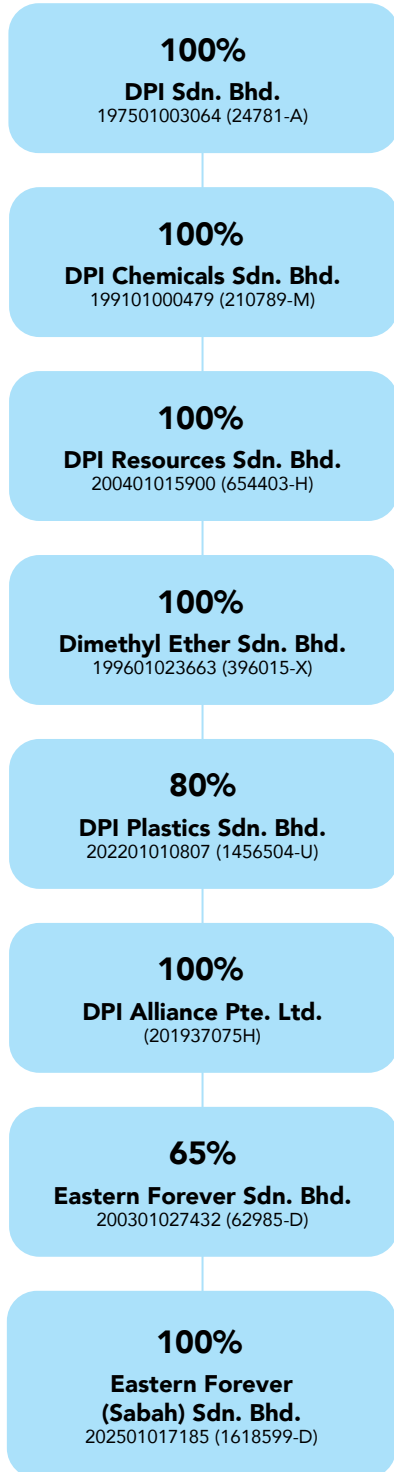 100%
DPI Sdn. Bhd.
197501003064 (24781-A)
100%
DPI Chemicals Sdn. Bhd.
199101000479 (210789-M)
100%
DPI Resources Sdn. Bhd.
200401015900 (654403-H)
100%
Dimethyl Ether Sdn. Bhd.
199601023663 (396015-X)
80%
DPI Plastics Sdn. Bhd.
202201010807 (1456504-U)
100%
DPI Alliance Pte. Ltd.
(201937075H)
65%
Eastern Forever Sdn. Bhd.
200301027432 (62985-D)
100%
Eastern Forever
(Sabah) Sdn. Bhd.
202501017185 (1618599-D)